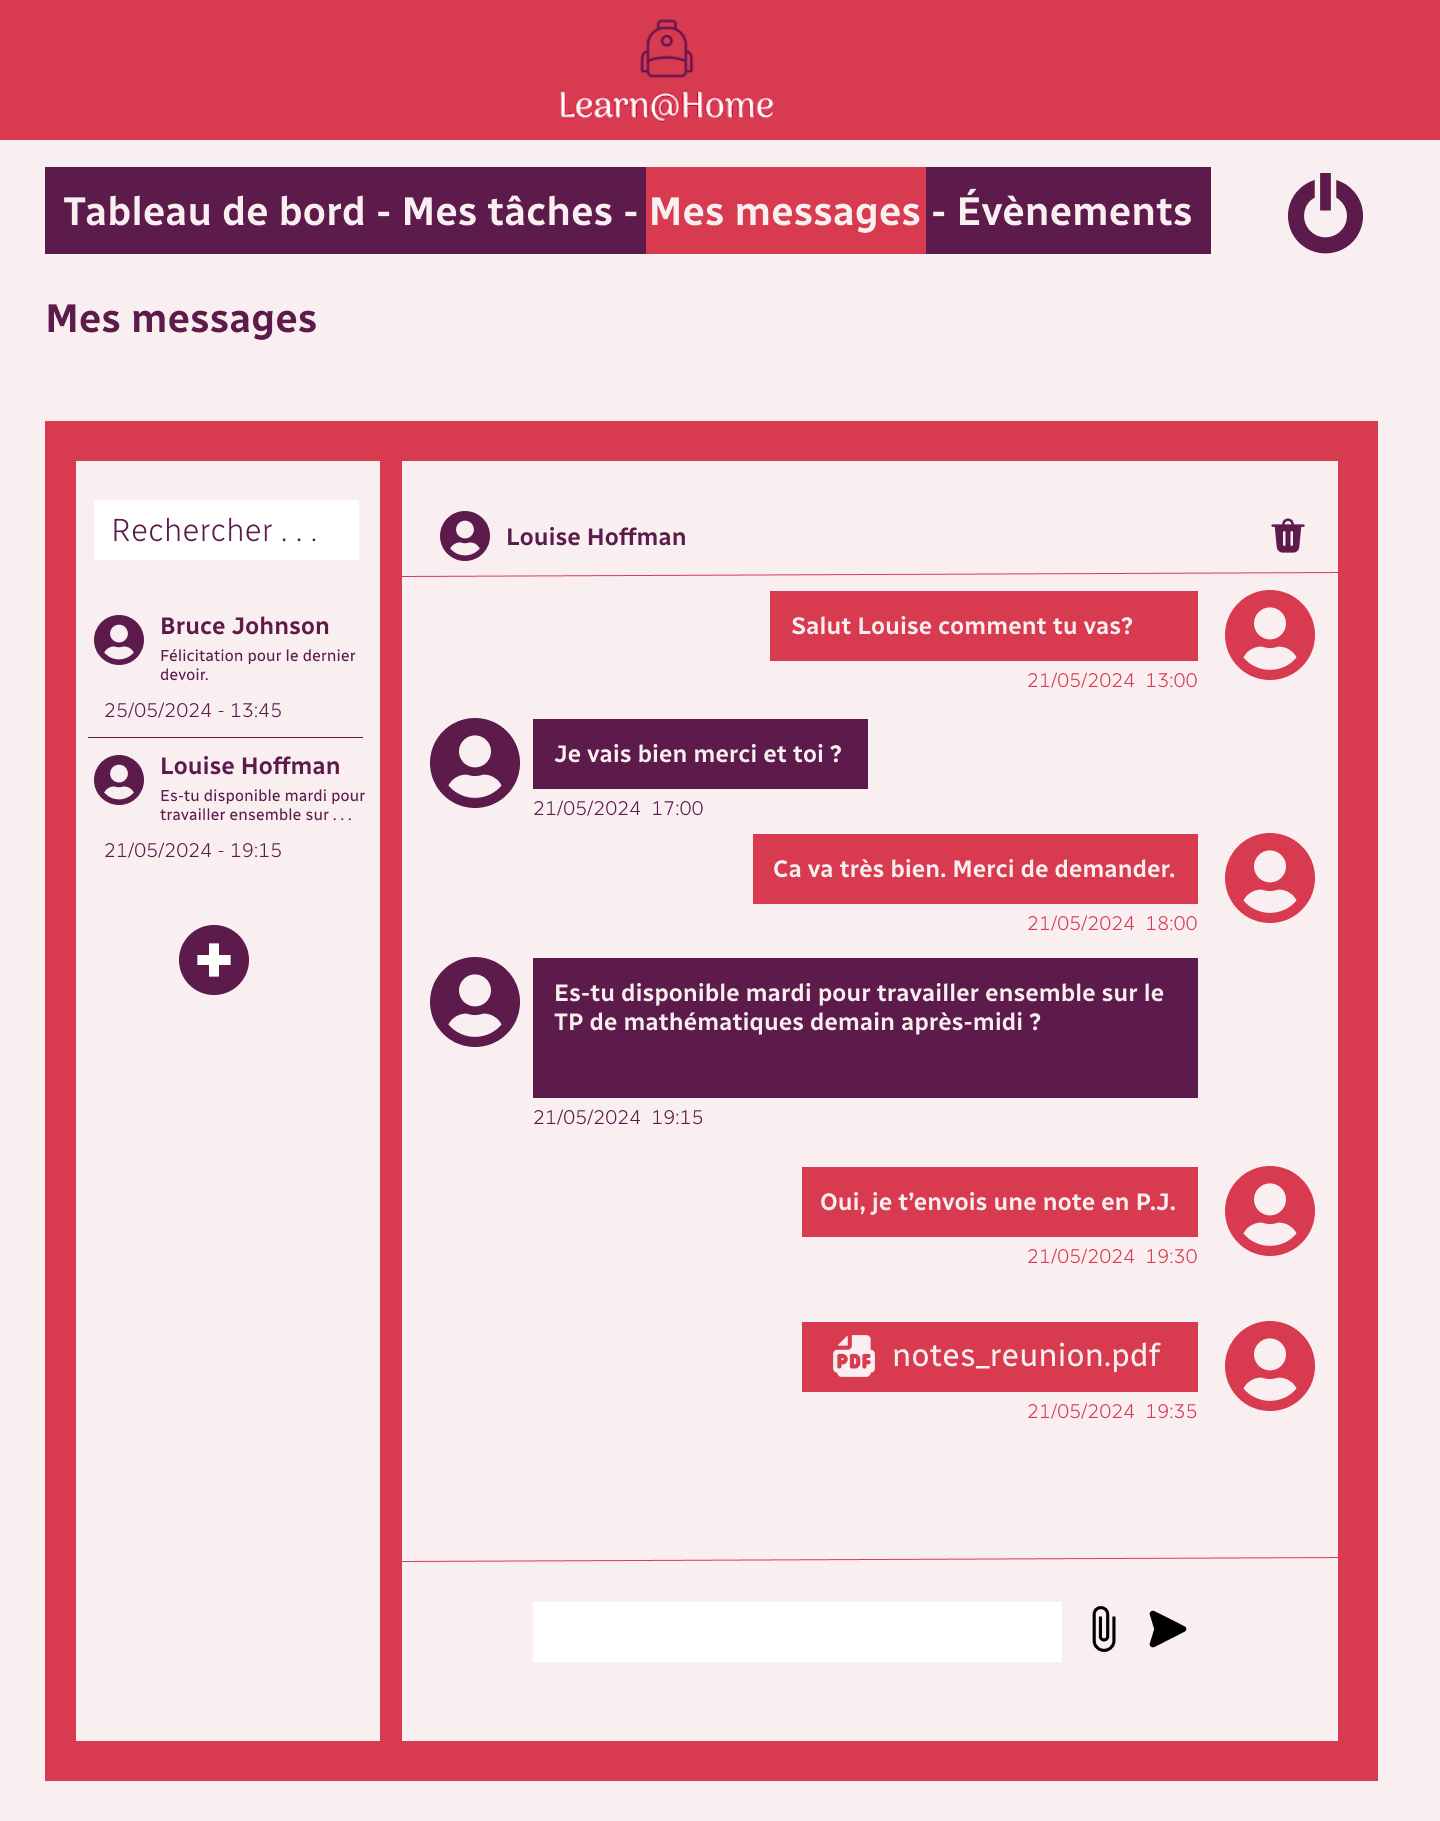 Learn@Home
Tableau de bord - Mes tâches - Mes messages - Évènements
Mes messages
Rechercher . . .
Bruce Johnson
Félicitation pour le dernier
devoir.
25/05/2024 - 13:45
Louise Hoffman
Es-tu disponible mardi pour
travailler ensemble sur . . .
21/05/2024 - 19:15
Louise Hoffman
Salut Louise comment tu vas?
21/05/2024 13:00
Je vais bien merci et toi ?
21/05/2024 17:00
Ca va très bien. Merci de demander.
21/05/2024 18:00
Es-tu disponible mardi pour travailler ensemble sur le
TP de mathématiques demain après-midi ?
21/05/2024 19:15
Oui, je t’envois une note en P.J.
21/05/2024 19:30
PDF notes_reunion.pdf
21/05/2024 19:35